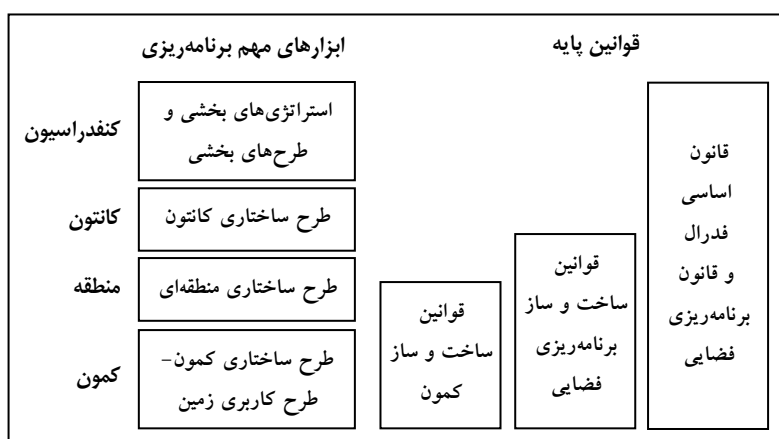 قوانین پایه
ابزارهای مهم برنامه‌ریزی
قانون
اساسی
فدرال
و قانون
برنامه‌ریزی
فضایی
قوانین
ساخت و ساز
برنامه‌ریزی
فضایی
قوانین
ساخت و ساز
کمون
استراتژی‌های بخشی و
طرح‌های بخشی
کنفدراسیون
طرح ساختاری کانتون
کانتون
طرح ساختاری منطقه‌ای
منطقه
طرح ساختاری کمون-
طرح کاربری زمین
کمون